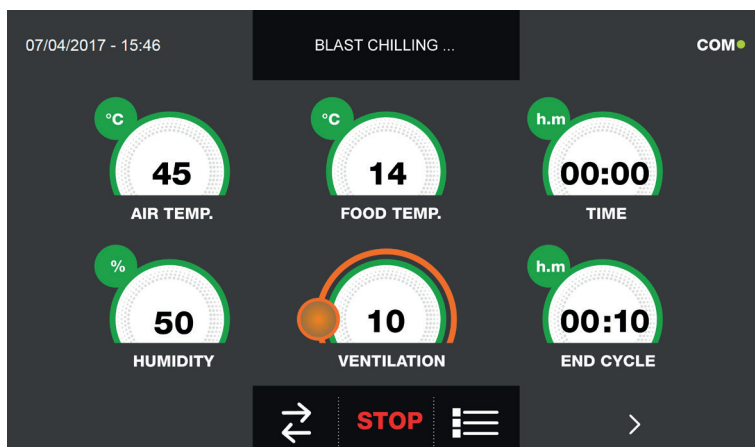 07/04/2017 - 15:46
BLAST CHILLING ...
COM
°C
45
AIR TEMP.
°C
14
FOOD TEMP.
h.m
00:00
TIME
%
50
HUMIDITY
10
VENTILATION
h.m
00:10
END CYCLE
STOP